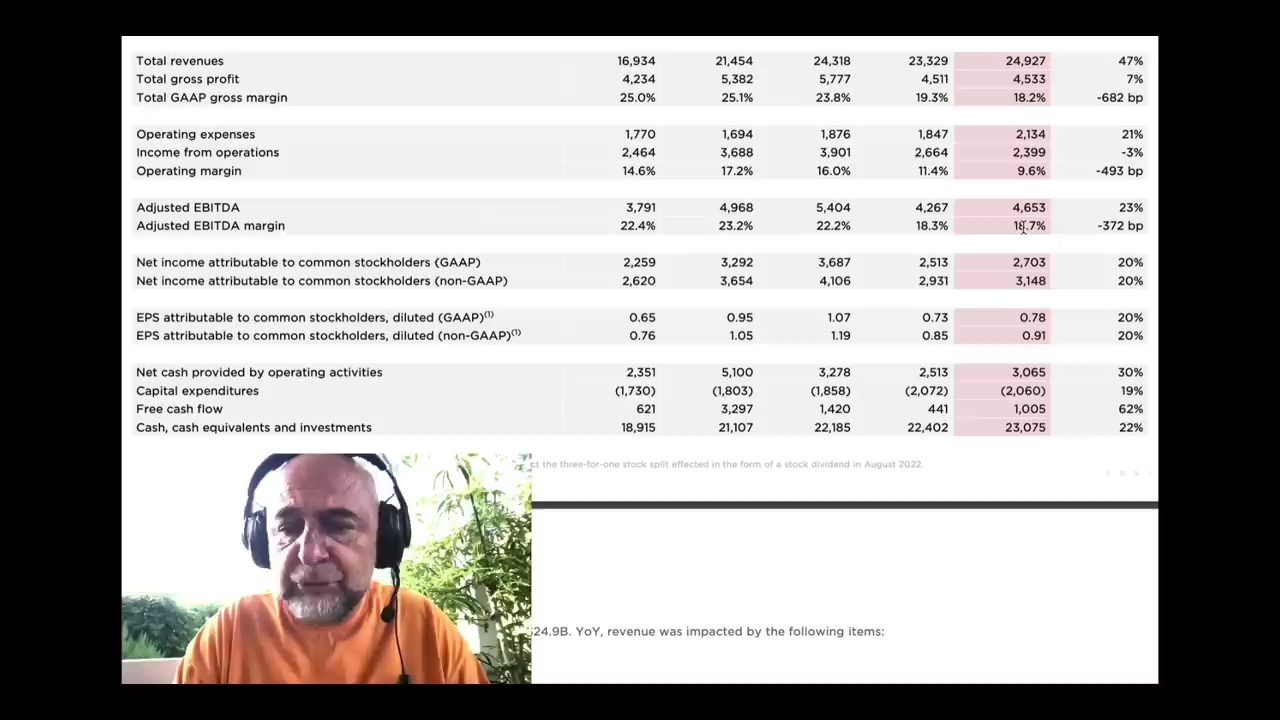 Total revenues 16,934 21,454 24,318 23,329 24,927 47%
Total gross profit 4,234 5,382 5,777 4,511 4,533 7%
Total GAAP gross margin 25.0% 25.1% 23.8% 19.3% 18.2% -682 bp
Operating expenses 1,770 1,694 1,876 1,847 2,134 21%
Income from operations 2,464 3,688 3,901 2,664 2,399 -3%
Operating margin 14.6% 17.2% 16.0% 11.4% 9.6% -493 bp
Adjusted EBITDA 3,791 4,968 5,404 4,267 4,653 23%
Adjusted EBITDA margin 22.4% 23.2% 22.2% 18.3% 18.7% -372 bp
Net income attributable to common stockholders (GAAP) 2,259 3,292 3,687 2,513 2,703 20%
Net income attributable to common stockholders (non-GAAP) 2,620 3,654 4,106 2,931 3,148 20%
EPS attributable to common stockholders, diluted (GAAP)(1) 0.65 0.95 1.07 0.73 0.78 20%
EPS attributable to common stockholders, diluted (non-GAAP)(1) 0.76 1.05 1.19 0.85 0.91 20%
Net cash provided by operating activities 2,351 5,100 3,278 2,513 3,065 30%
Capital expenditures (1,730) (1,803) (1,858) (2,072) (2,060) 19%
Free cash flow 621 3,297 1,420 441 1,005 62%
Cash, cash equivalents and investments 18,915 21,107 22,185 22,402 23,075 22%
ct the three-for-one stock split effected in the form of a stock dividend in August 2022.
$24.9B. YoY, revenue was impacted by the following items: